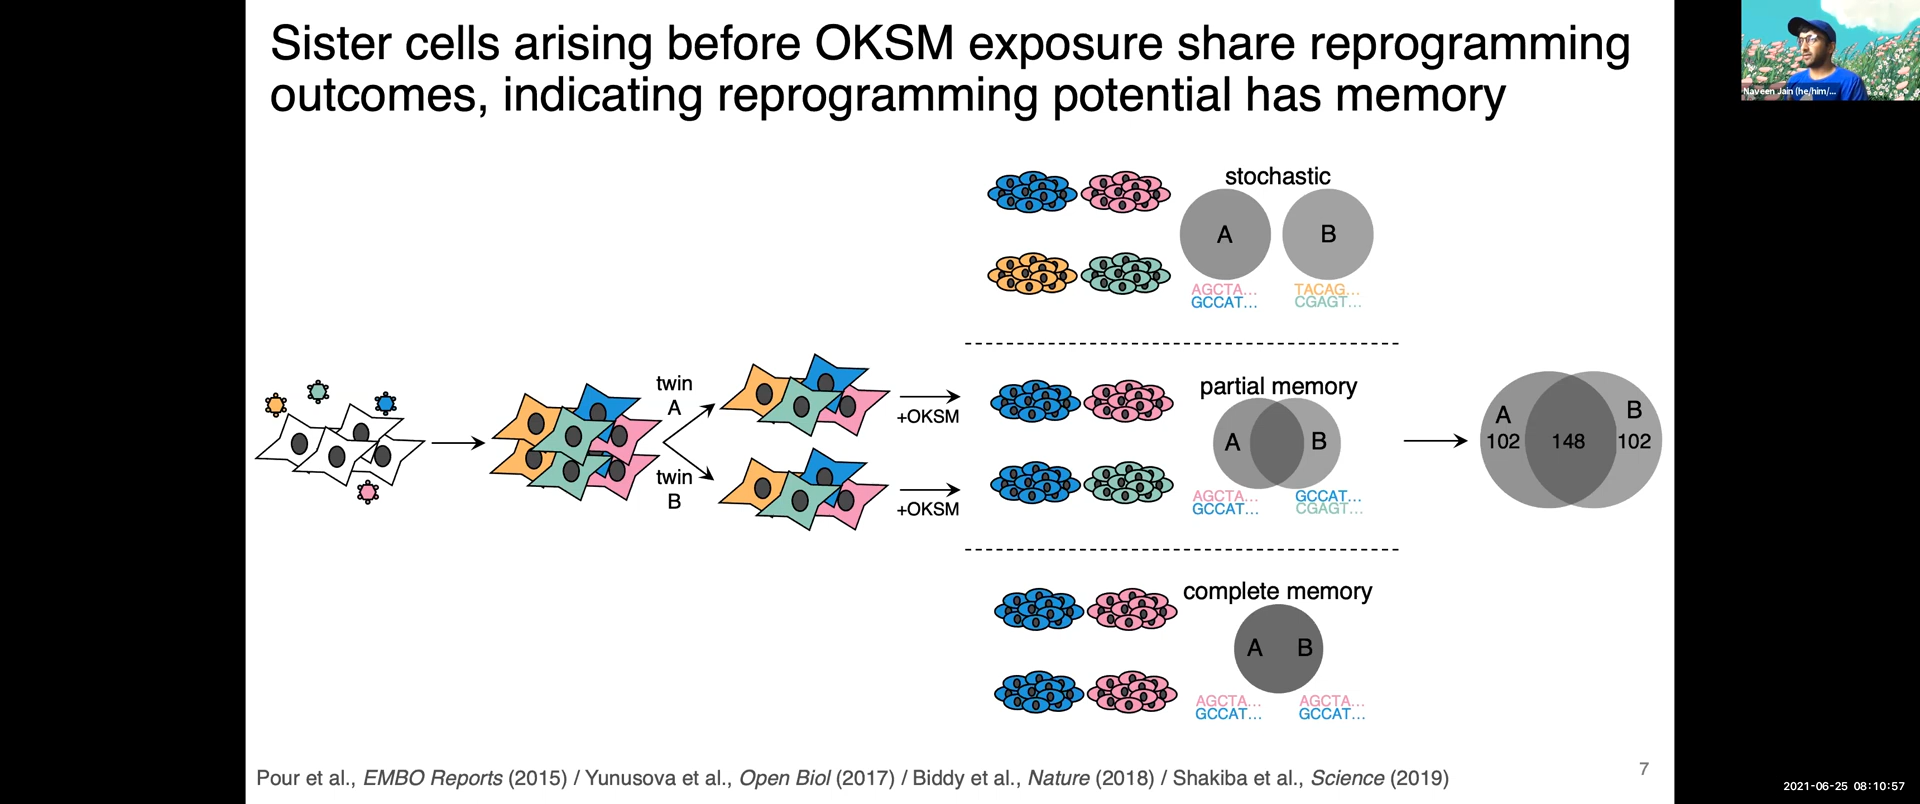 Sister cells arising before OKSM exposure share reprogramming
outcomes, indicating reprogramming potential has memory
Naveen Jain (he/him/...
stochastic
A
B
AGCTA...
GCCAT...
TACAG...
CGAGT...
twin
A
twin
B
+OKSM
+OKSM
partial memory
A
B
AGCTA...
GCCAT...
GCCAT...
CGAGT...
A
B
102
148
102
complete memory
A
B
AGCTA...
GCCAT...
AGCTA...
GCCAT...
Pour et al., EMBO Reports (2015) / Yunusova et al., Open Biol (2017) / Biddy et al., Nature (2018) / Shakiba et al., Science (2019)
7
2021-06-25 08:10:57